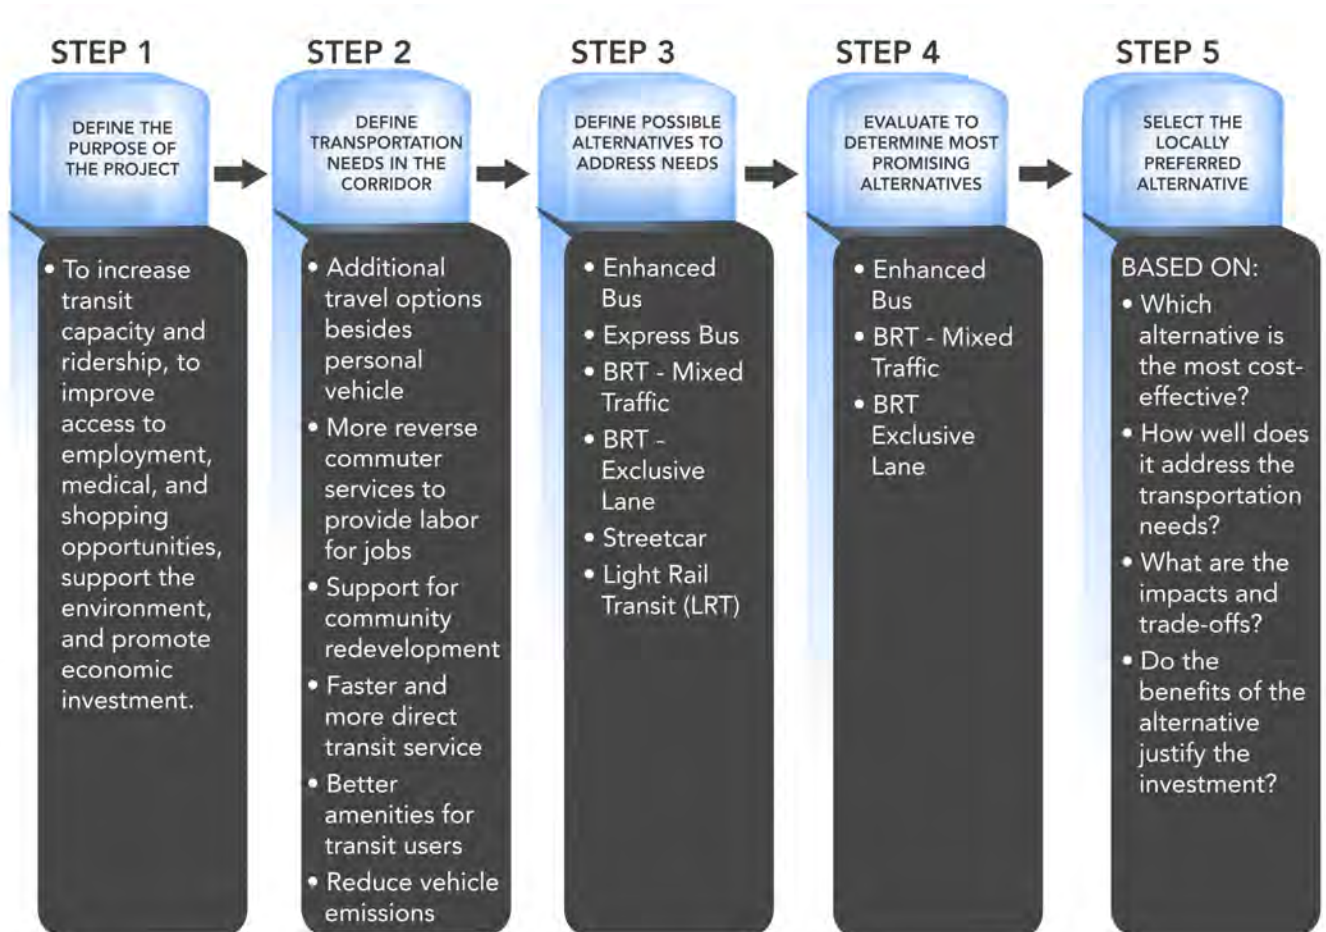 STEP 1
DEFINE THE
PURPOSE OF
THE PROJECT
• To increase
transit
capacity and
ridership, to
improve
access to
employment,
medical, and
shopping
opportunities,
support the
environment,
and promote
economic
investment.
STEP 2
DEFINE
TRANSPORTATION
NEEDS IN THE
CORRIDOR
• Additional
travel options
besides
personal
vehicle
• More reverse
commuter
services to
provide labor
for jobs
• Support for
community
redevelopment
• Faster and
more direct
transit service
• Better
amenities for
transit users
• Reduce vehicle
emissions
STEP 3
DEFINE POSSIBLE
ALTERNATIVES TO
ADDRESS NEEDS
• Enhanced
Bus
• Express Bus
• BRT - Mixed
Traffic
• BRT -
Exclusive
Lane
• Streetcar
• Light Rail
Transit (LRT)
STEP 4
EVALUATE TO
DETERMINE MOST
PROMISING
ALTERNATIVES
• Enhanced
Bus
• BRT - Mixed
Traffic
• BRT
Exclusive
Lane
STEP 5
SELECT THE
LOCALLY
PREFERRED
ALTERNATIVE
BASED ON:
• Which
alternative is
the most cost-
effective?
• How well does
it address the
transportation
needs?
• What are the
impacts and
trade-offs?
• Do the
benefits of the
alternative
justify the
investment?